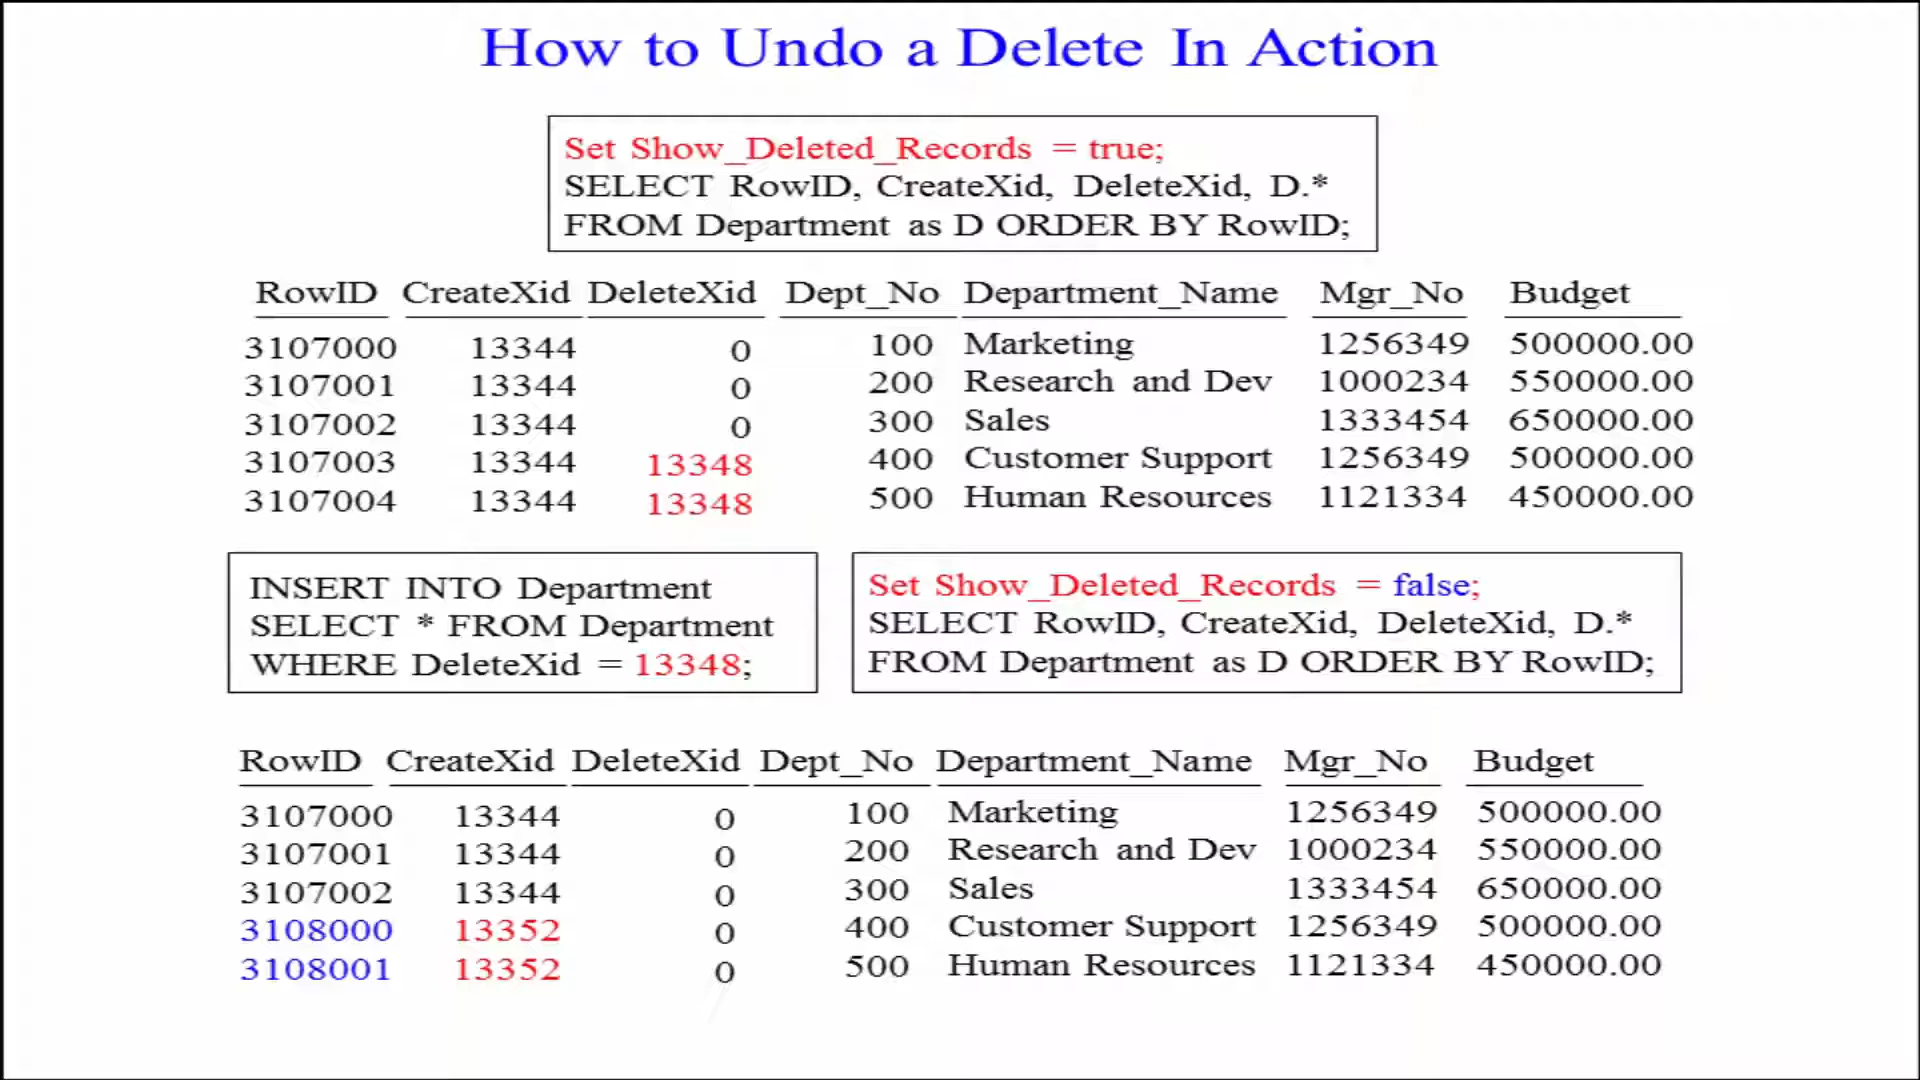 How to Undo a Delete In Action
Set Show_Deleted_Records = true;
SELECT RowID, CreateXid, DeleteXid, D.*
FROM Department as D ORDER BY RowID;
RowID CreateXid DeleteXid Dept_No Department_Name Mgr_No Budget
3107000 13344 0 100 Marketing 1256349 500000.00
3107001 13344 0 200 Research and Dev 1000234 550000.00
3107002 13344 0 300 Sales 1333454 650000.00
3107003 13344 13348 400 Customer Support 1256349 500000.00
3107004 13344 13348 500 Human Resources 1121334 450000.00
INSERT INTO Department
SELECT * FROM Department
WHERE DeleteXid = 13348;
Set Show_Deleted_Records = false;
SELECT RowID, CreateXid, DeleteXid, D.*
FROM Department as D ORDER BY RowID;
RowID CreateXid DeleteXid Dept_No Department_Name Mgr_No Budget
3107000 13344 0 100 Marketing 1256349 500000.00
3107001 13344 0 200 Research and Dev 1000234 550000.00
3107002 13344 0 300 Sales 1333454 650000.00
3108000 13352 0 400 Customer Support 1256349 500000.00
3108001 13352 0 500 Human Resources 1121334 450000.00